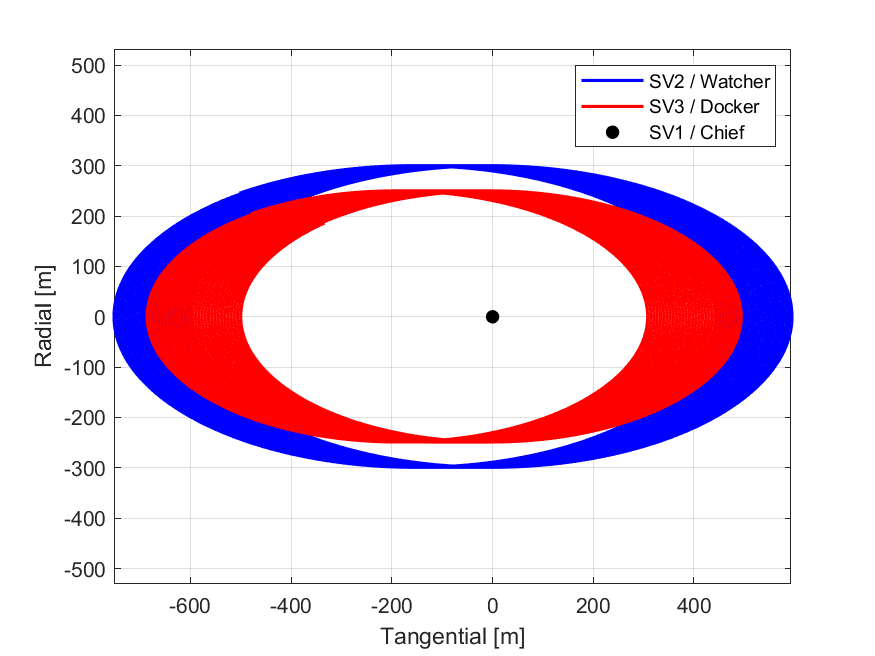 SV2 / Watcher
SV3 / Docker
SV1 / Chief
500
400
300
200
100
0
-100
-200
-300
-400
-500
Radial [m]
-600 -400 -200 0 200 400
Tangential [m]